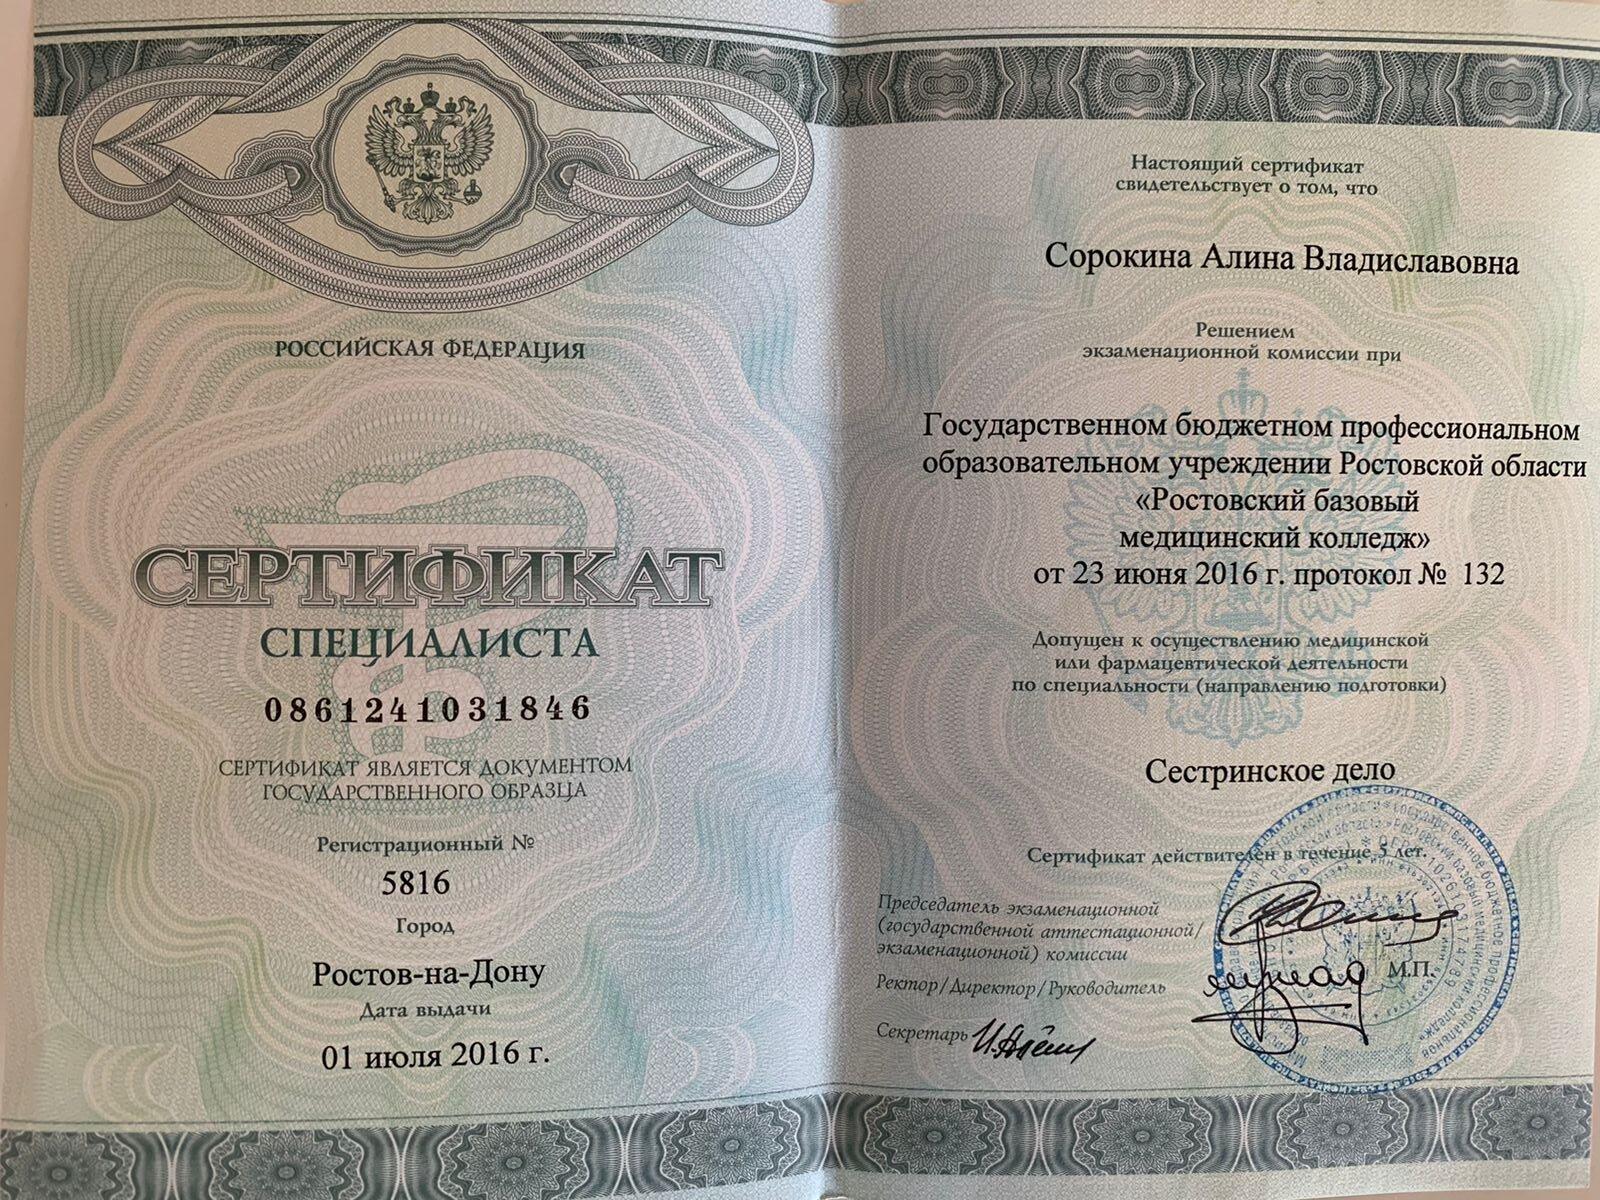 РОССИЙСКАЯ ФЕДЕРАЦИЯ
СЕРТИФИКАТ
СПЕЦИАЛИСТА
0861241031846
СЕРТИФИКАТ ЯВЛЯЕТСЯ ДОКУМЕНТОМ
ГОСУДАРСТВЕННОГО ОБРАЗЦА
Регистрационный №
5816
Город
Ростов-на-Дону
Дата выдачи
01 июля 2016 г.
Настоящий сертификат
свидетельствует о том, что
Сорокина Алина Владиславовна
Решением
экзаменационной комиссии при
Государственном бюджетном профессиональном
образовательном учреждении Ростовской области
«Ростовский базовый
медицинский колледж»
от 23 июня 2016 г. протокол № 132
Допущен к осуществлению медицинской
или фармацевтической деятельности
по специальности (направлению подготовки)
Сестринское дело
Сертификат действителен в течение 5 лет.
Председатель экзаменационной
(государственной аттестационной/
экзаменационной) комиссии
Ректор/Директор/Руководитель
М.П.
Секретарь